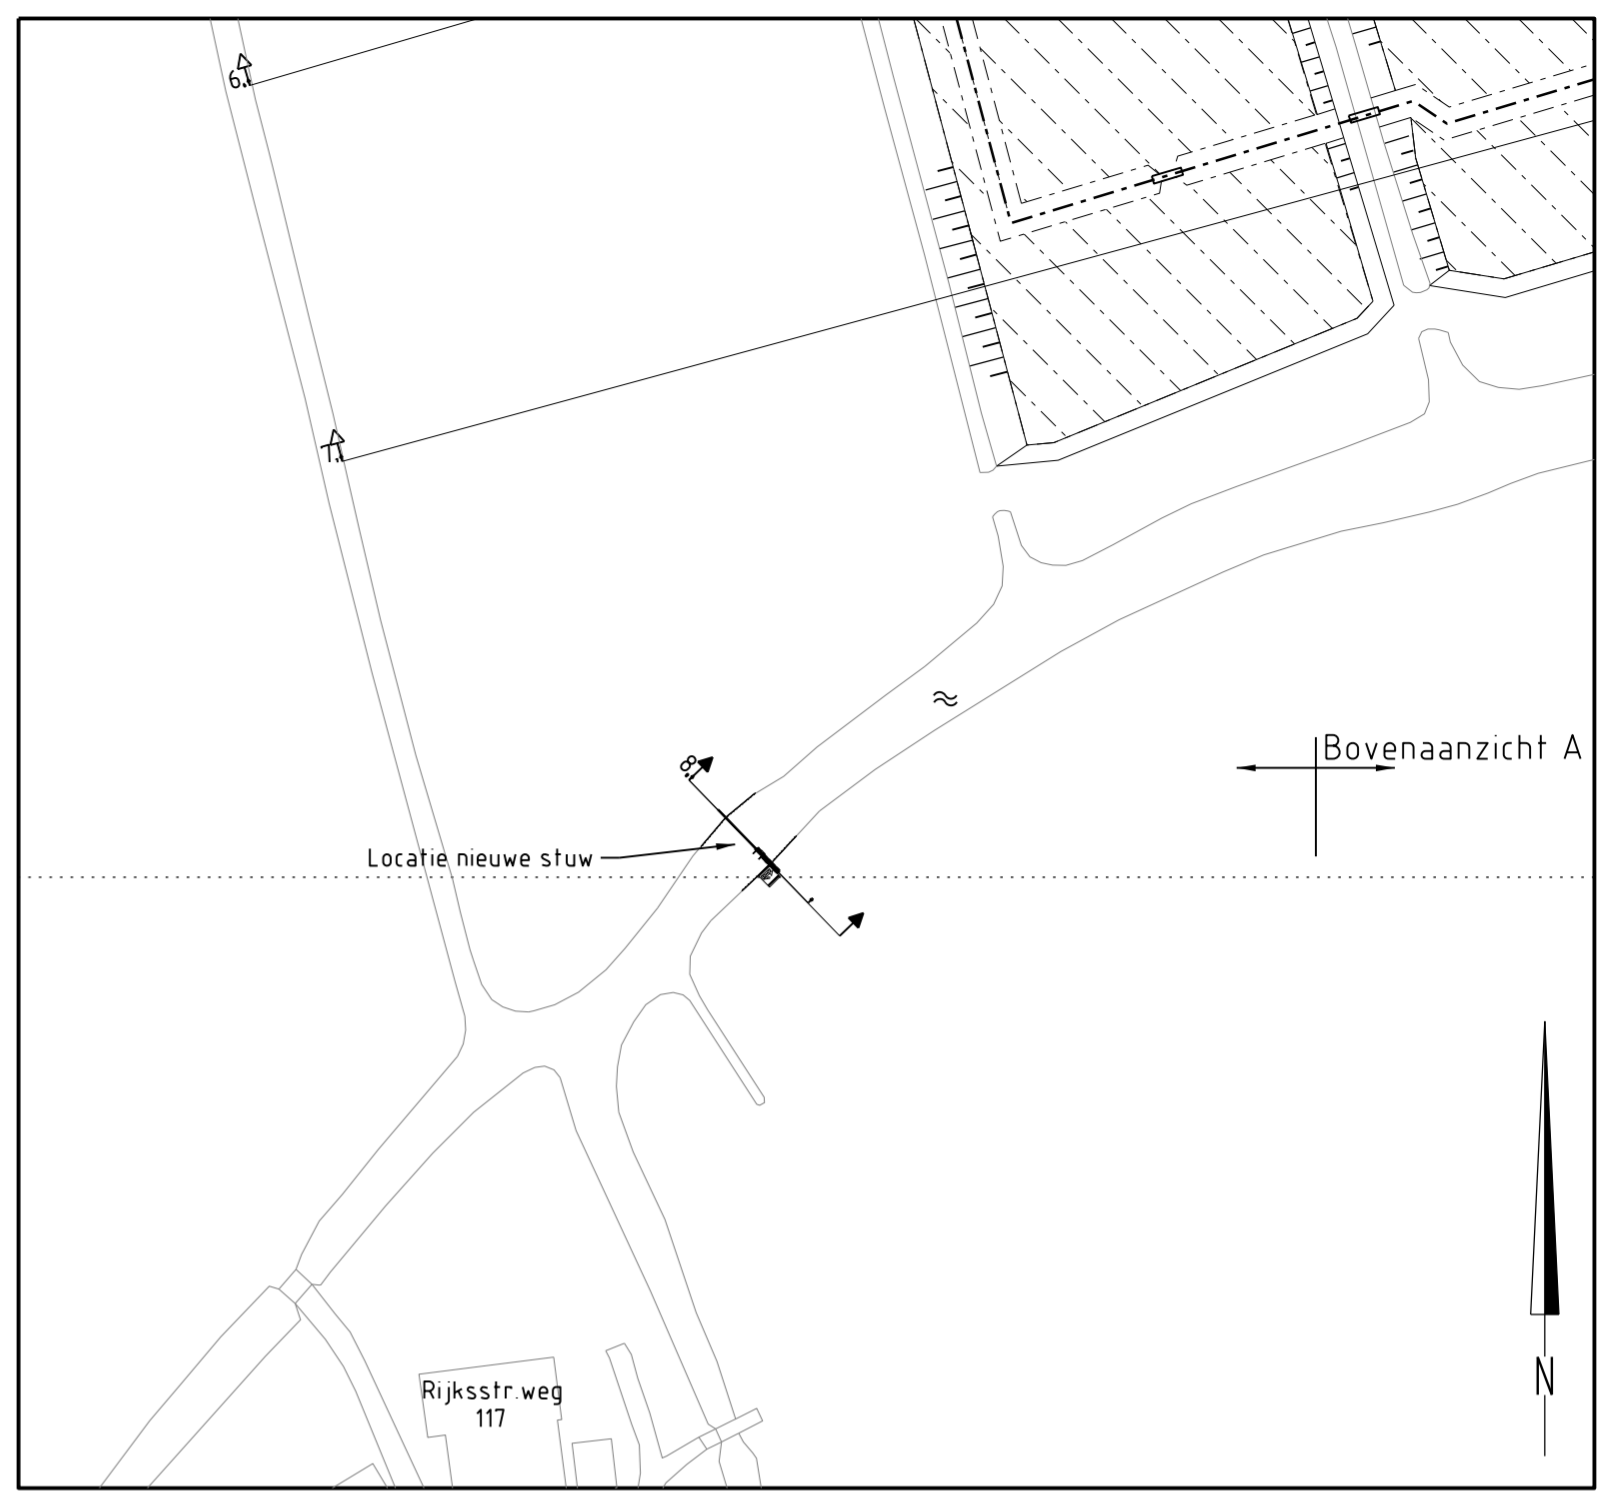 6.
7.
Bovenaanzicht A
8.
Locatie nieuwe stuw
N
Rijksstr.weg
117